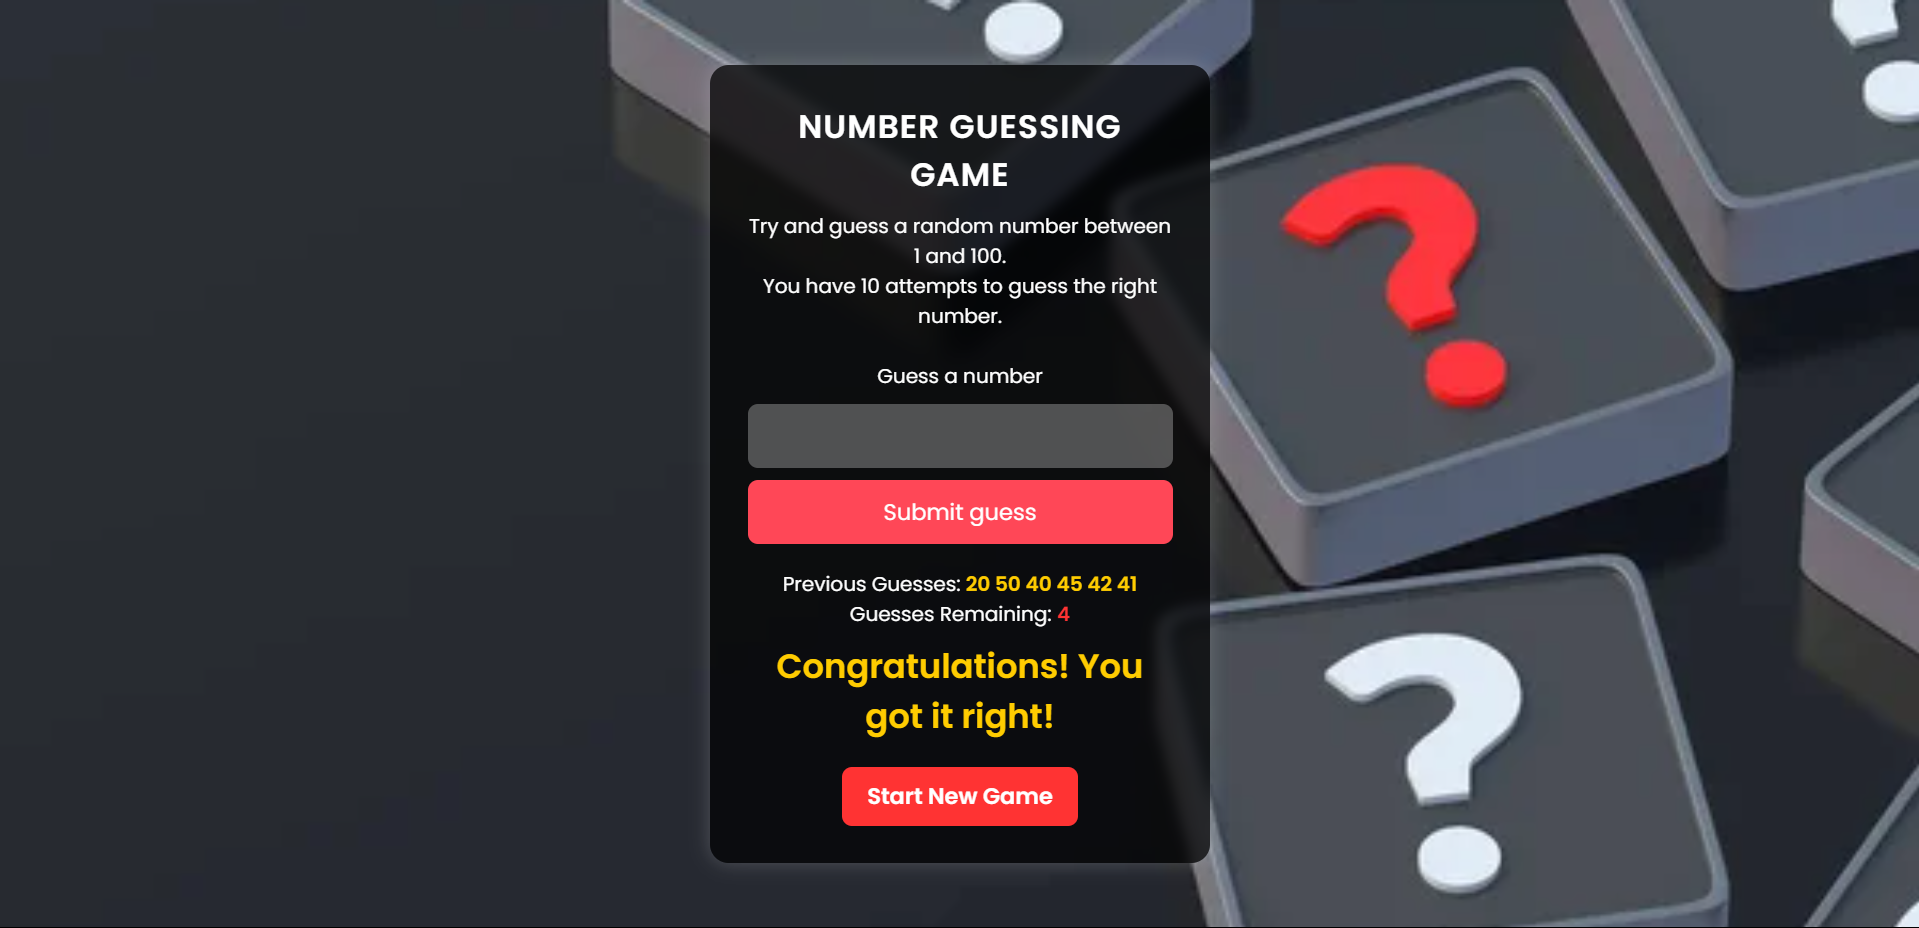 NUMBER GUESSING
GAME
Try and guess a random number between
1 and 100.
You have 10 attempts to guess the right
number.
Guess a number
Submit guess
Previous Guesses: 20 50 40 45 42 41
Guesses Remaining: 4
Congratulations! You
got it right!
Start New Game
?
?